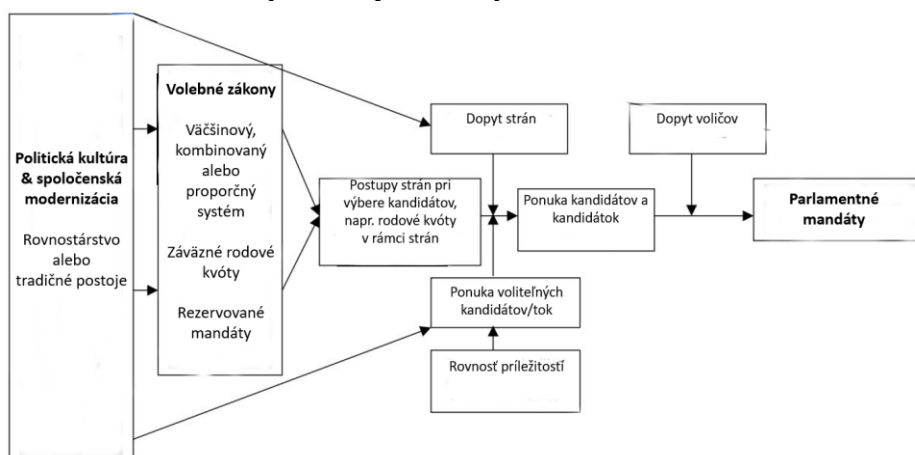 Politická kultúra
& spoločenská
modernizácia
Rovnostárstvo
alebo
tradičné postoje
Volebné zákony
Väčšinový,
kombinovaný
alebo
proporčný
systém
Záväzné rodové
kvóty
Rezervované
mandáty
Postupy strán pri
výbere kandidátov,
napr. rodové kvóty
v rámci strán
Dopyt strán
Ponuka voliteľných
kandidátov/tok
Rovnosť príležitostí
Ponuka kandidátov a
kandidátok
Dopyt voličov
Parlamentné
mandáty